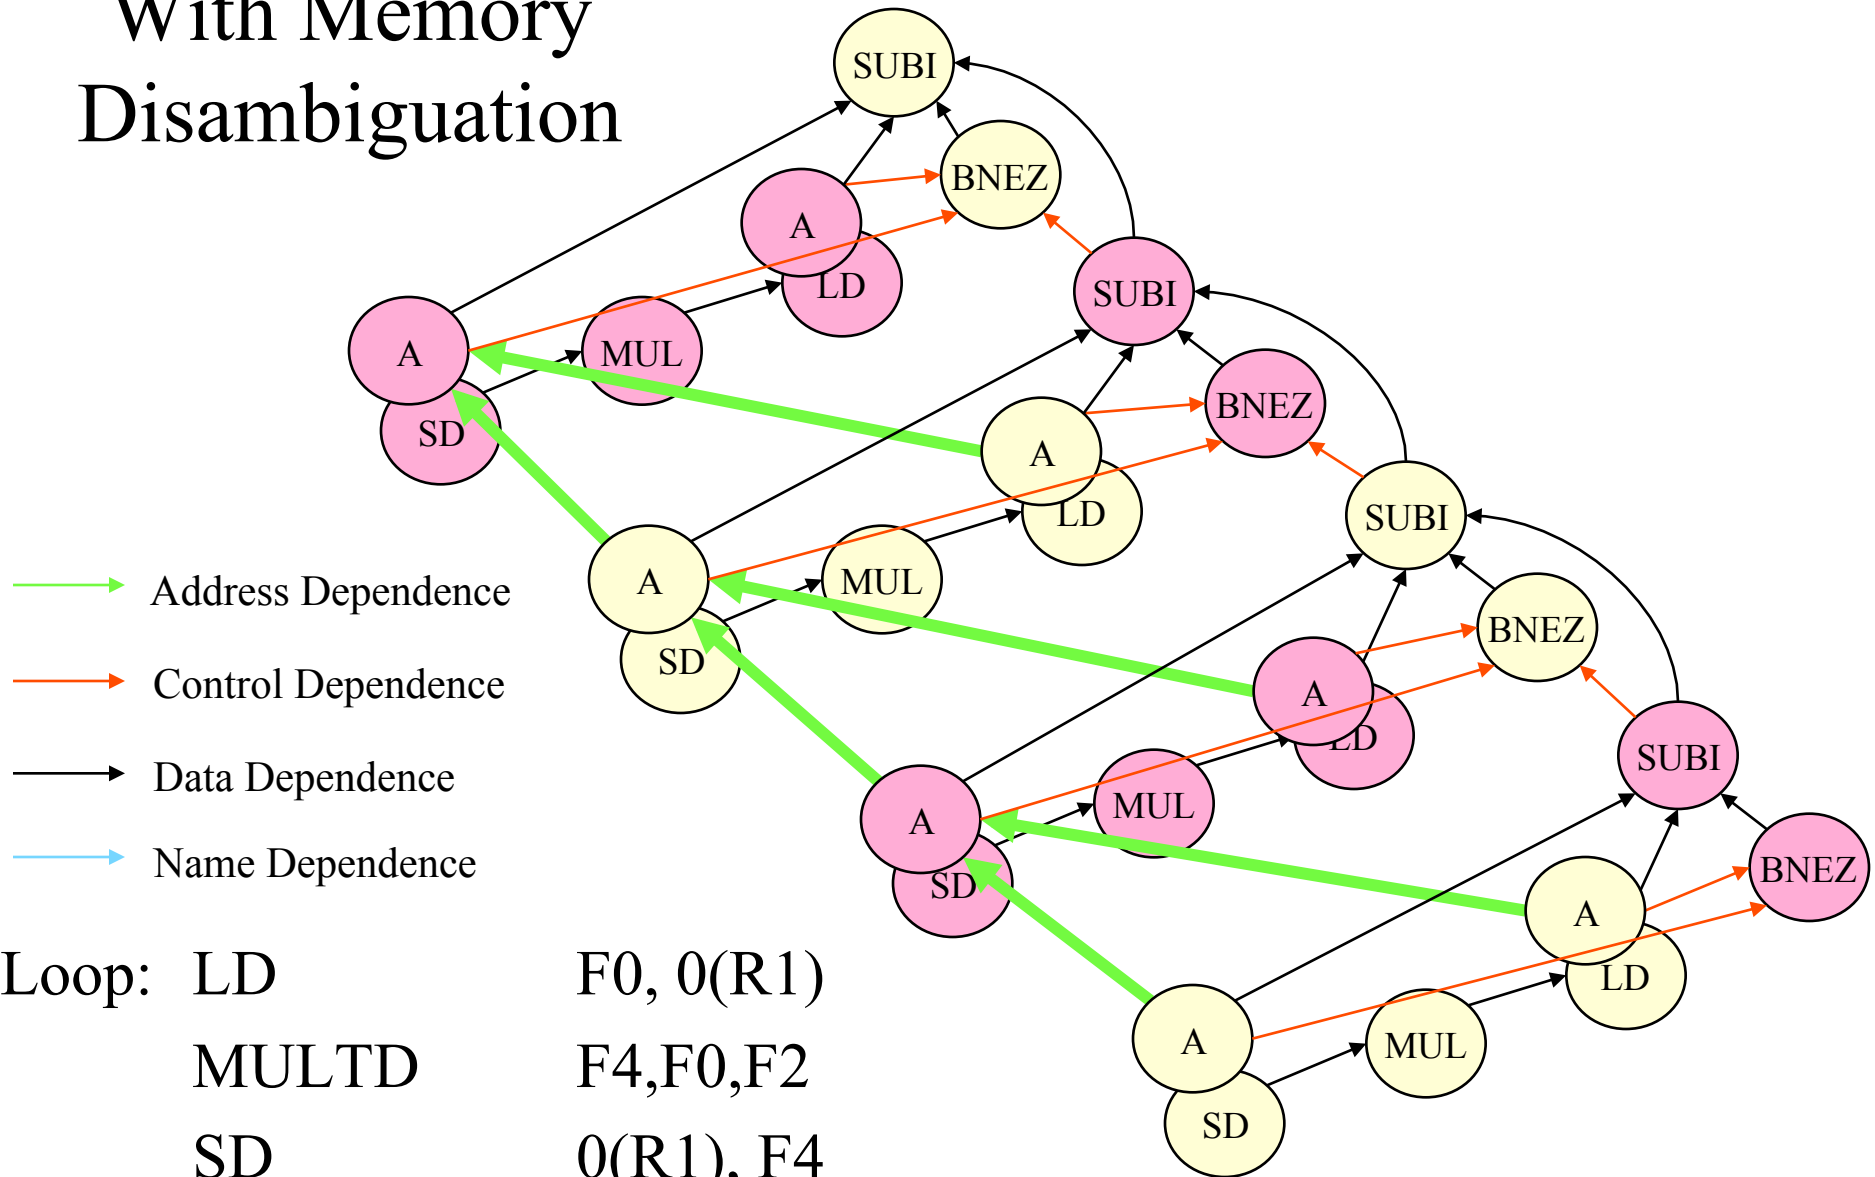 With Memory
Disambiguation
SUBI
BNEZ
A
LD
SUBI
A
MUL
SD
BNEZ
A
LD
SUBI
A
MUL
SD
BNEZ
A
LD
SUBI
A
MUL
SD
BNEZ
A
LD
A
MUL
SD
Address Dependence
Control Dependence
Data Dependence
Name Dependence
Loop: LD F0, 0(R1)
MULTD F4,F0,F2
SD 0(R1), F4